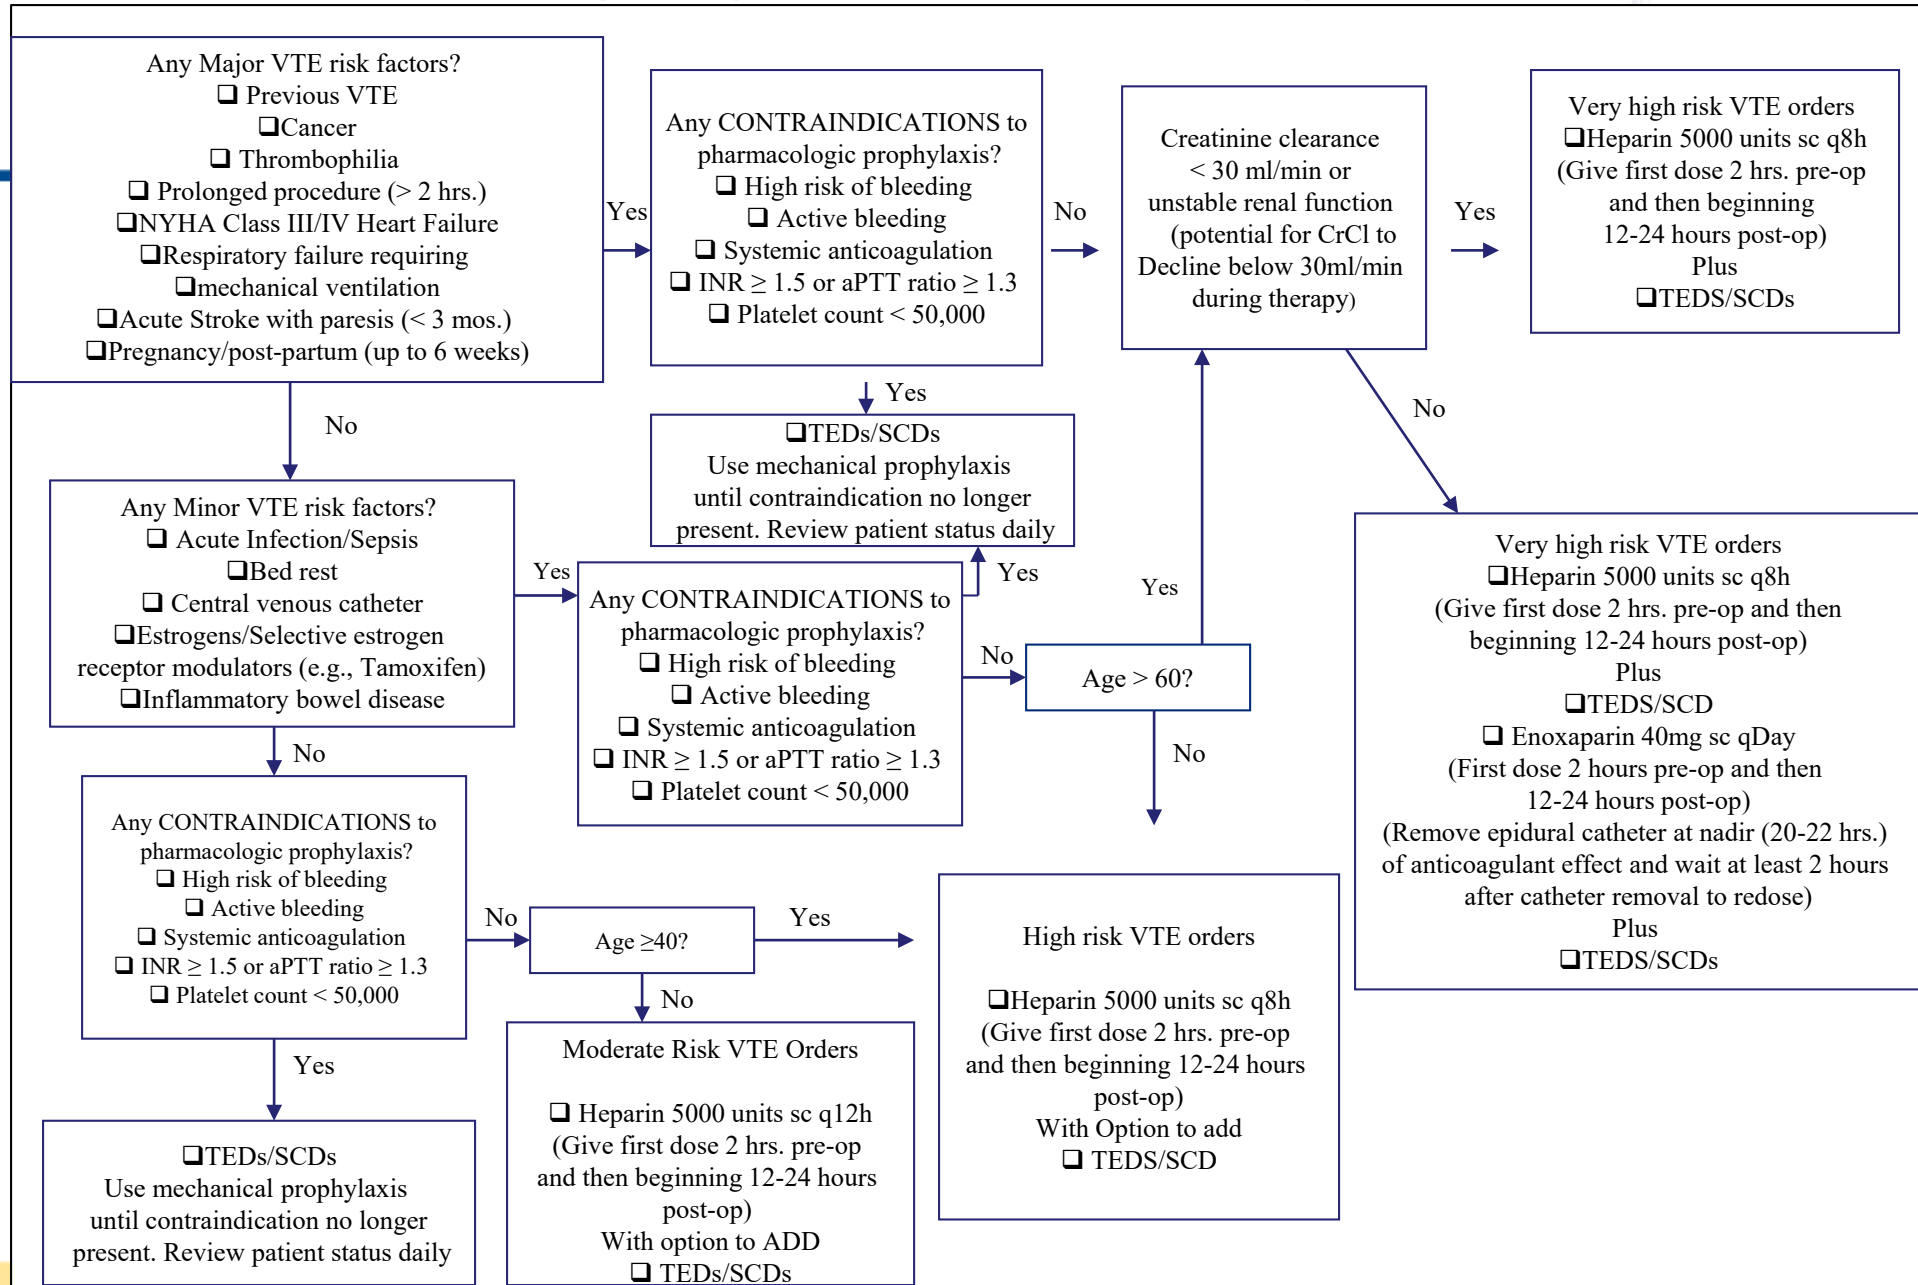 Any Major VTE risk factors?
❑ Previous VTE
❑Cancer
❑ Thrombophilia
❑ Prolonged procedure (> 2 hrs.)
❑NYHA Class III/IV Heart Failure
❑Respiratory failure requiring
❑mechanical ventilation
❑Acute Stroke with paresis (< 3 mos.)
❑Pregnancy/post-partum (up to 6 weeks)
Yes
Any CONTRAINDICATIONS to
pharmacologic prophylaxis?
❑ High risk of bleeding
❑ Active bleeding
❑ Systemic anticoagulation
❑ INR ≥ 1.5 or aPTT ratio ≥ 1.3
❑ Platelet count < 50,000
No
Creatinine clearance
< 30 ml/min or
unstable renal function
(potential for CrCl to
Decline below 30ml/min
during therapy)
Yes
Very high risk VTE orders
❑Heparin 5000 units sc q8h
(Give first dose 2 hrs. pre-op
and then beginning
12-24 hours post-op)
Plus
❑TEDS/SCDs
No
Yes
❑TEDs/SCDs
Use mechanical prophylaxis
until contraindication no longer
present. Review patient status daily
No
Very high risk VTE orders
❑Heparin 5000 units sc q8h
(Give first dose 2 hrs. pre-op and then
beginning 12-24 hours post-op)
Plus
❑TEDS/SCD
❑ Enoxaparin 40mg sc qDay
(First dose 2 hours pre-op and then
12-24 hours post-op)
(Remove epidural catheter at nadir (20-22 hrs.)
of anticoagulant effect and wait at least 2 hours
after catheter removal to redose)
Plus
❑TEDS/SCDs
Any Minor VTE risk factors?
❑ Acute Infection/Sepsis
❑Bed rest
❑ Central venous catheter
❑Estrogens/Selective estrogen
receptor modulators (e.g., Tamoxifen)
❑Inflammatory bowel disease
Yes
Any CONTRAINDICATIONS to
pharmacologic prophylaxis?
❑ High risk of bleeding
❑ Active bleeding
❑ Systemic anticoagulation
❑ INR ≥ 1.5 or aPTT ratio ≥ 1.3
❑ Platelet count < 50,000
Yes
No
Age > 60?
Yes
No
No
Any CONTRAINDICATIONS to
pharmacologic prophylaxis?
❑ High risk of bleeding
❑ Active bleeding
❑ Systemic anticoagulation
❑ INR ≥ 1.5 or aPTT ratio ≥ 1.3
❑ Platelet count < 50,000
No
Age ≥40?
Yes
High risk VTE orders
❑Heparin 5000 units sc q8h
(Give first dose 2 hrs. pre-op
and then beginning 12-24 hours
post-op)
With Option to add
❑ TEDS/SCD
No
Moderate Risk VTE Orders
❑ Heparin 5000 units sc q12h
(Give first dose 2 hrs. pre-op
and then beginning 12-24 hours
post-op)
With option to ADD
❑ TEDs/SCDs
Yes
❑TEDs/SCDs
Use mechanical prophylaxis
until contraindication no longer
present. Review patient status daily